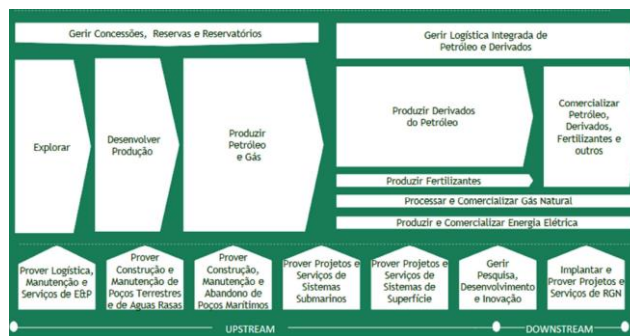 Gerir Concessões, Reservas e Reservatórios
Gerir Logística Integrada de
Petróleo e Derivados
Explorar
Desenvolver
Produção
Produzir
Petróleo
e Gás
Produzir Derivados
do Petróleo
Comercializar
Petróleo,
Derivados,
Fertilizantes e
outros
Produzir Fertilizantes
Processar e Comercializar Gás Natural
Produzir e Comercializar Energia Elétrica
Prover Logística,
Manutenção e
Serviços de E&P
Prover
Construção e
Manutenção de
Poços Terrestres
e de Aguas Rasas
Prover
Construção,
Manutenção e
Abandono de
Poços Marítimos
Prover Projetos e
Serviços de
Sistemas
Submarinos
Prover Projetos e
Serviços de
Sistemas de
Superfície
Gerir
Pesquisa,
Desenvolvimento
e Inovação
Implantar e
Prover Projetos e
Serviços de RGN
UPSTREAM
DOWNSTREAM